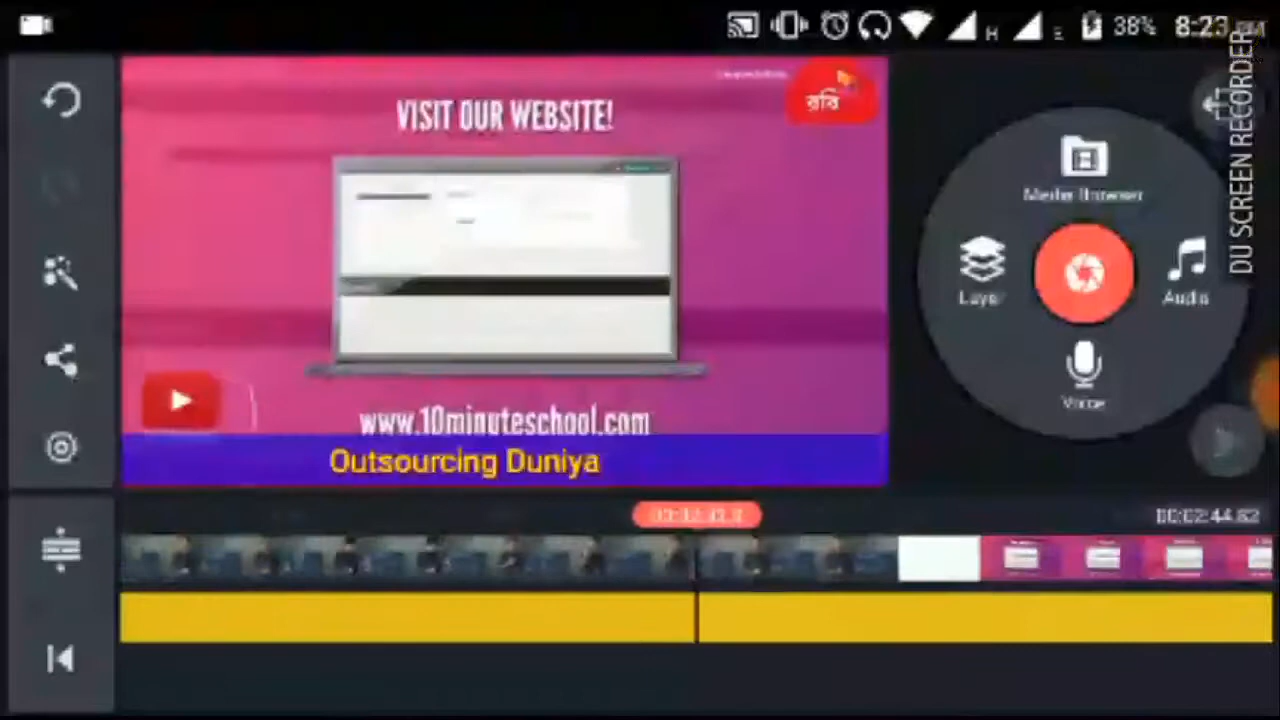 H
E
38%
8:23 PM
DU SCREEN RECORDER
রবি
VISIT OUR WEBSITE!
www.10minuteschool.com
Outsourcing Duniya
Media Browser
Layer
Audio
Voice
00:02:44.82